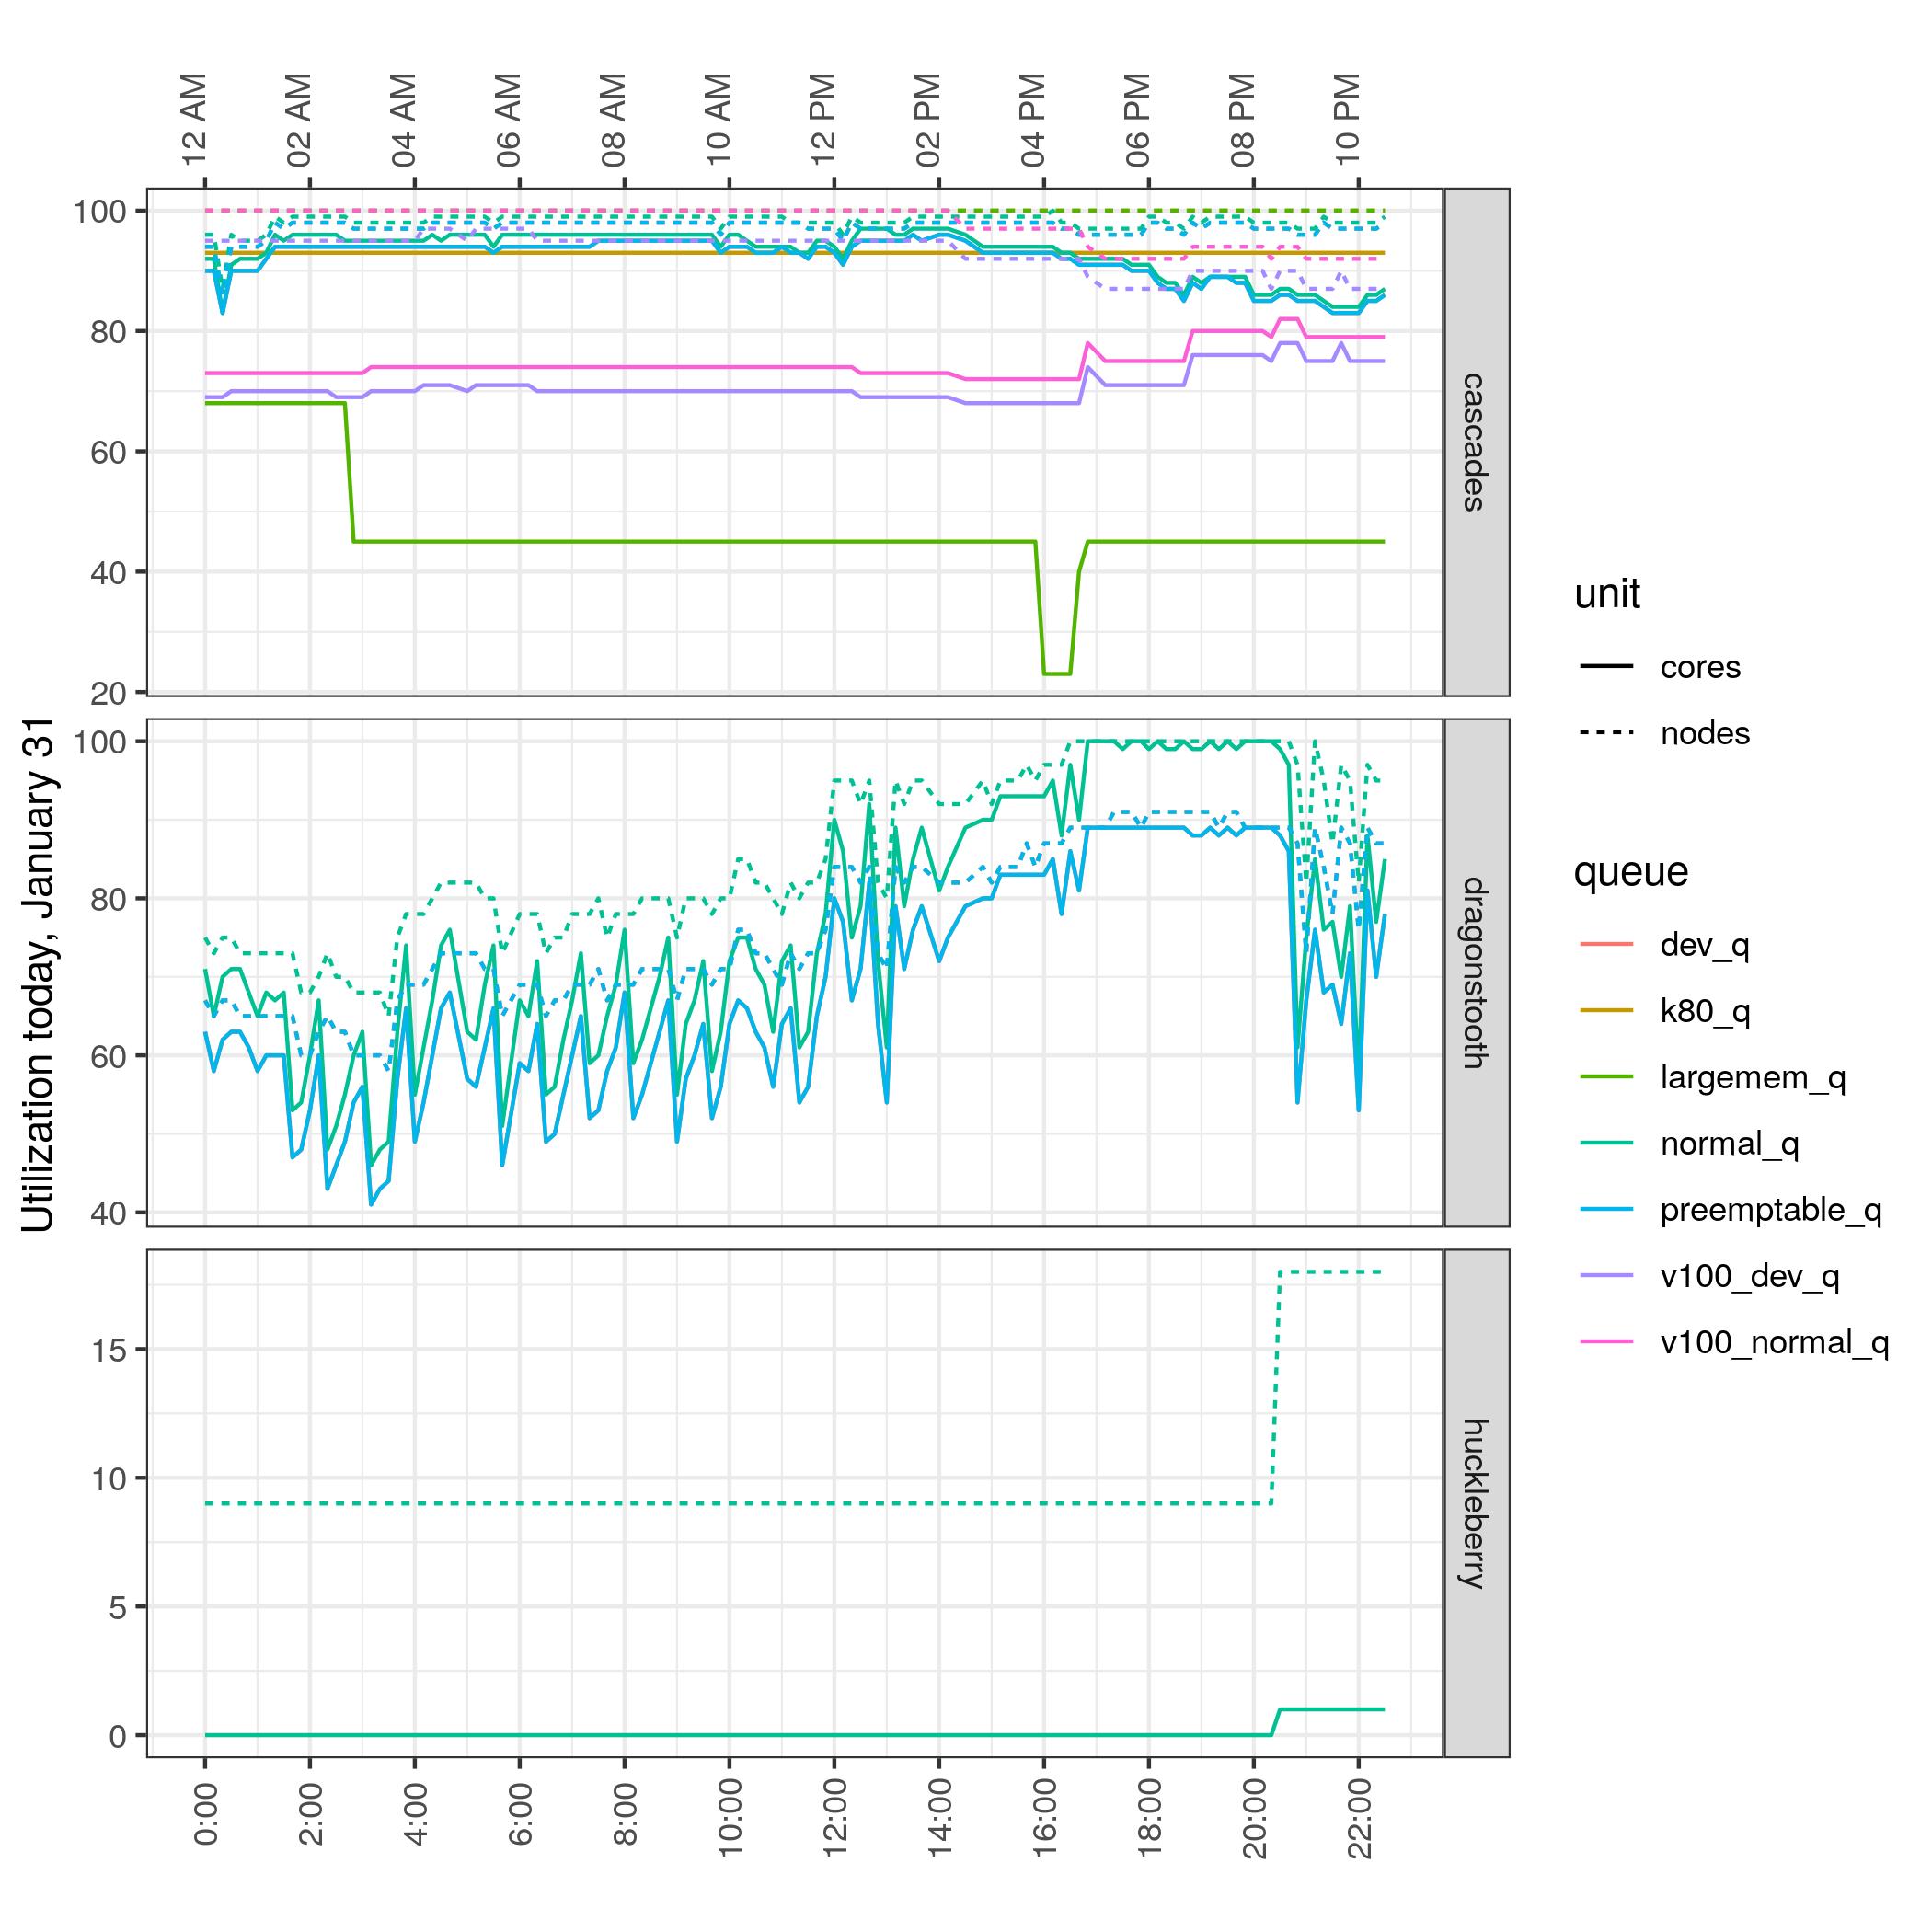 12 AM
02 AM
04 AM
06 AM
08 AM
10 AM
12 PM
02 PM
04 PM
06 PM
08 PM
10 PM
100
80
60
40
20
cascades
Utilization today, January 31
100
80
60
40
dragonstooth
15
10
5
0
huckleberry
0:00
2:00
4:00
6:00
8:00
10:00
12:00
14:00
16:00
18:00
20:00
22:00
unit
cores
nodes
queue
dev_q
k80_q
largemem_q
normal_q
preemptable_q
v100_dev_q
v100_normal_q